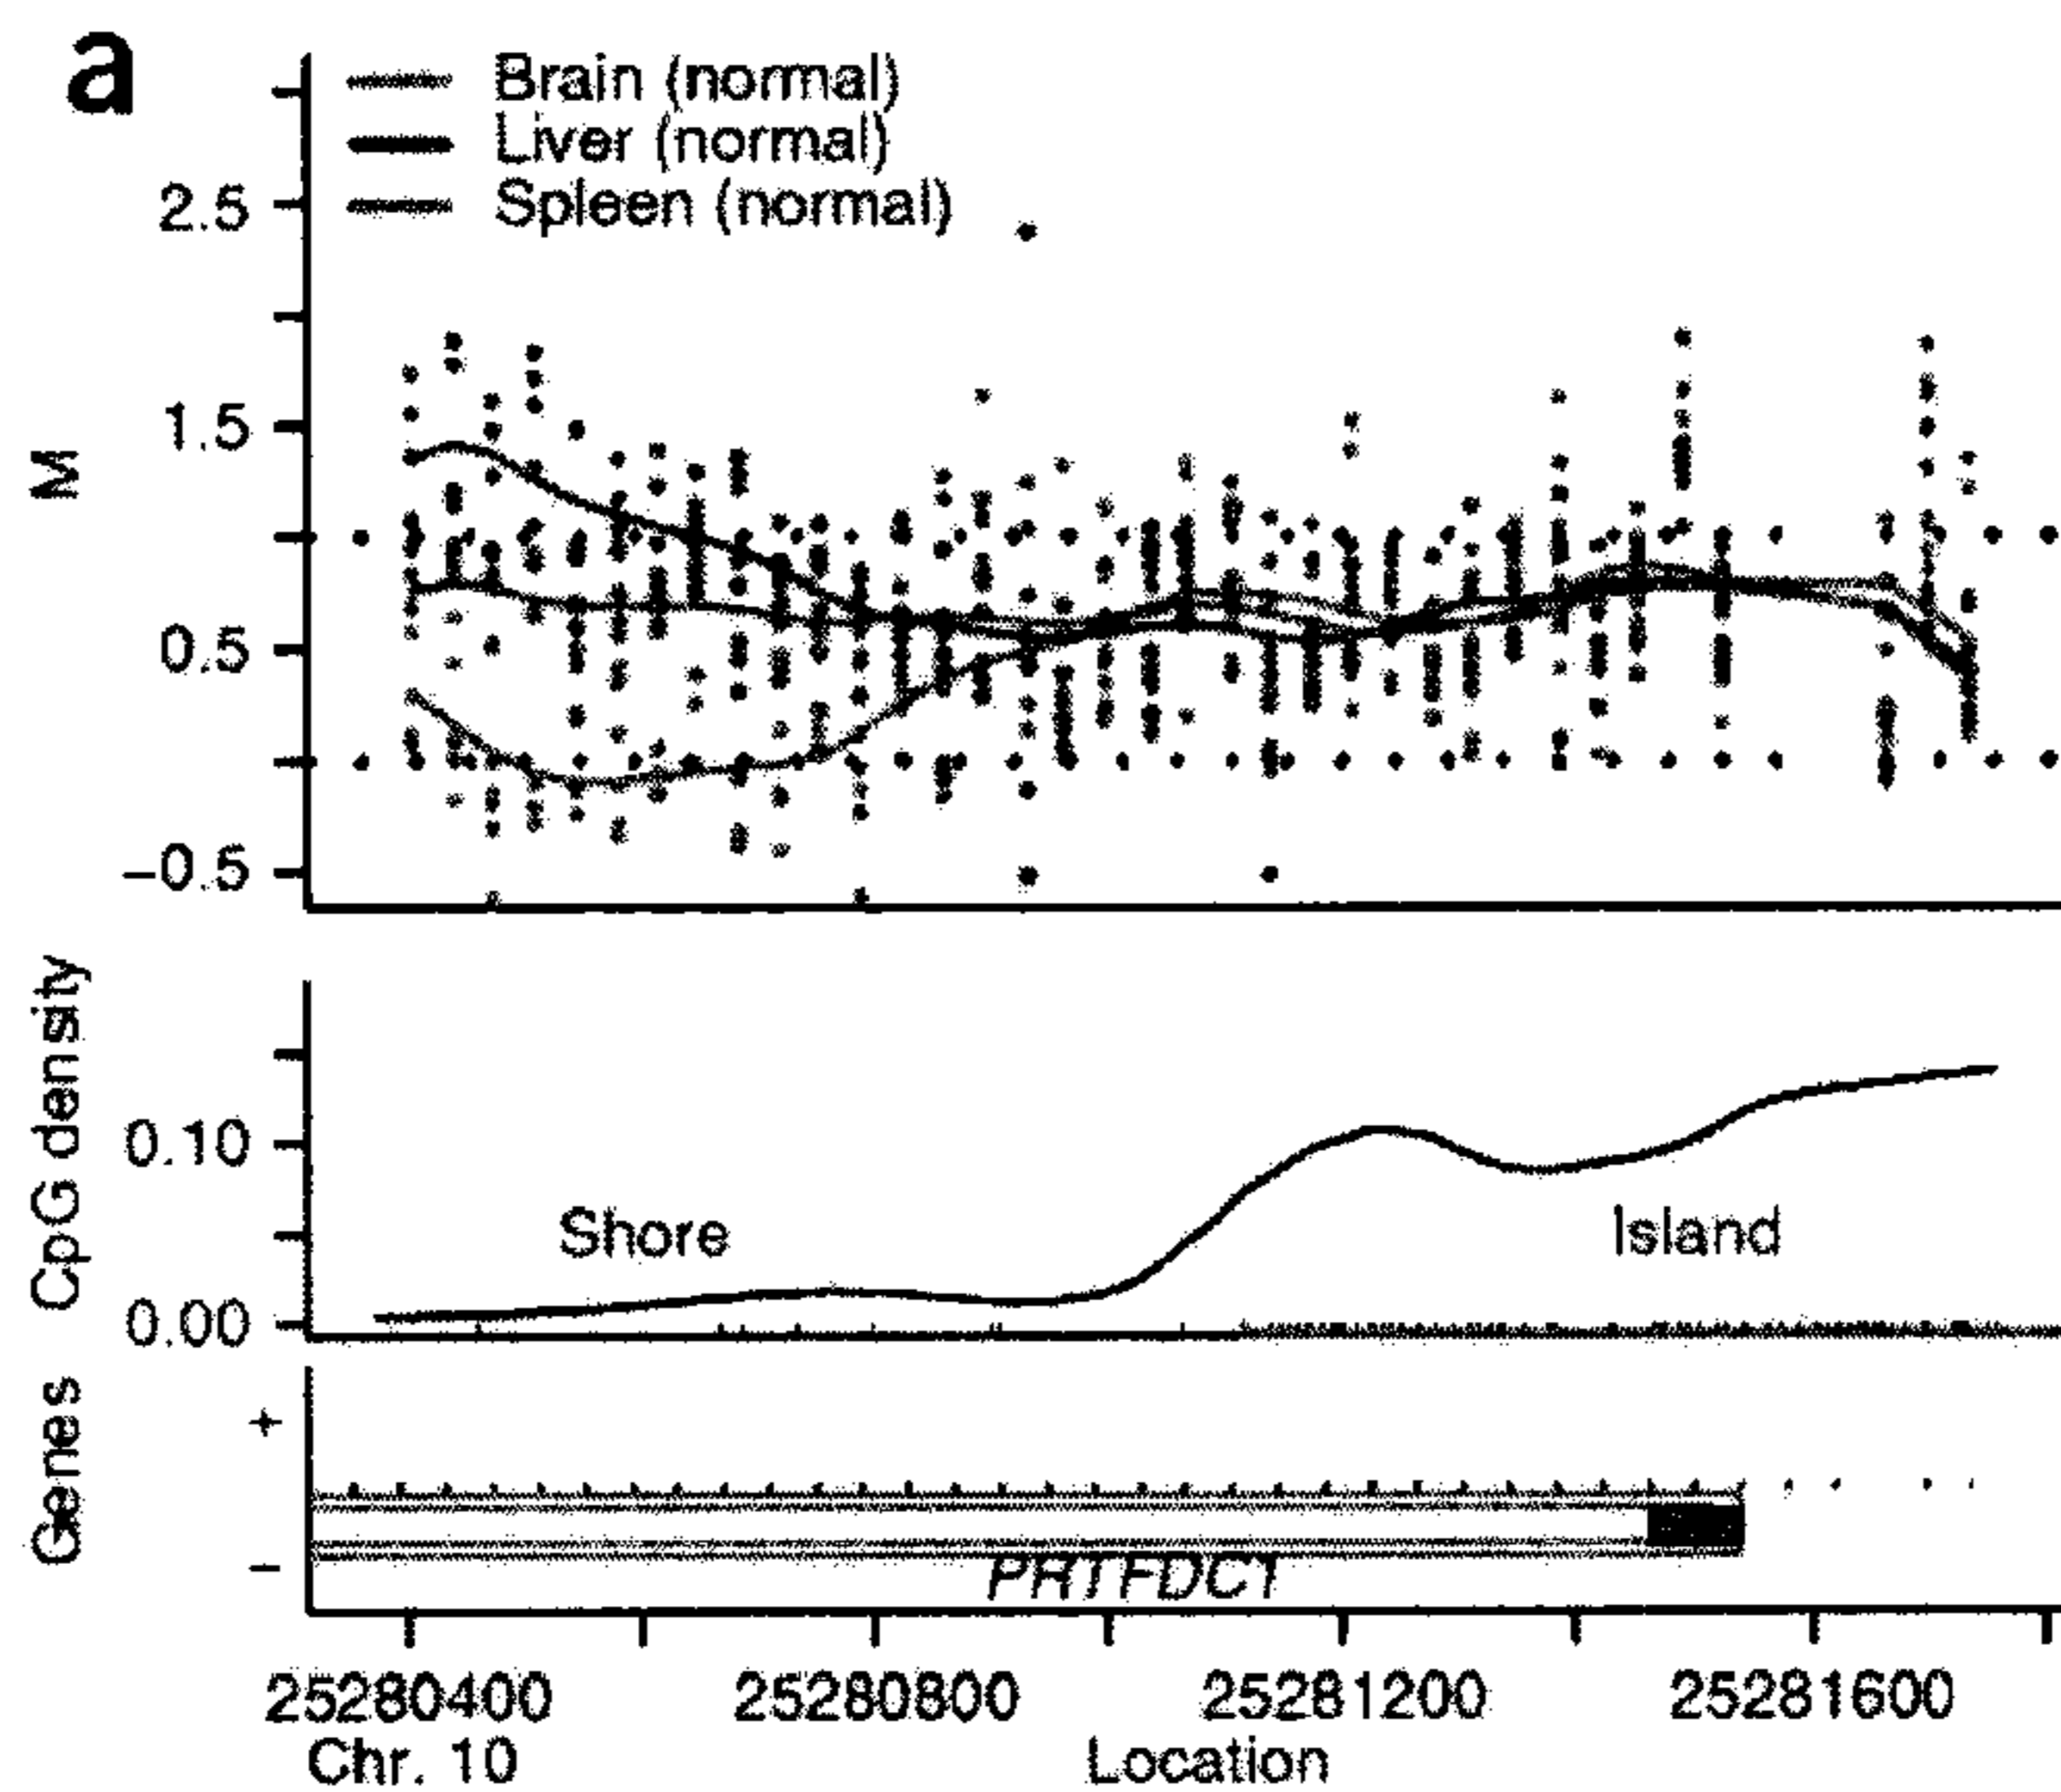 a
Brain (normal)
Liver (normal)
Spleen (normal)
2.5
1.5
0.5
−0.5
M
CpG density
0.10
0.00
Shore
Island
Genes
+
−
PRTFDC1
25280400 25280800 25281200 25281600
Chr. 10 Location